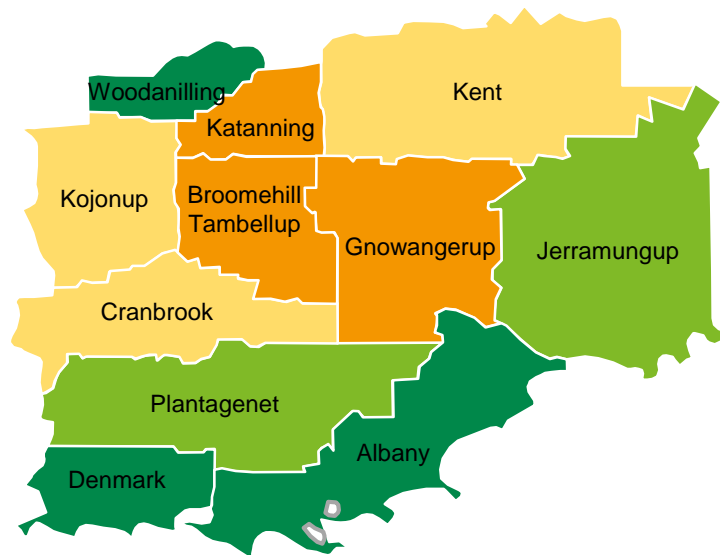 Woodanilling
Kent
Katanning
Kojonup
Broomehill
Tambellup
Gnowangerup
Jerramungup
Cranbrook
Plantagenet
Albany
Denmark